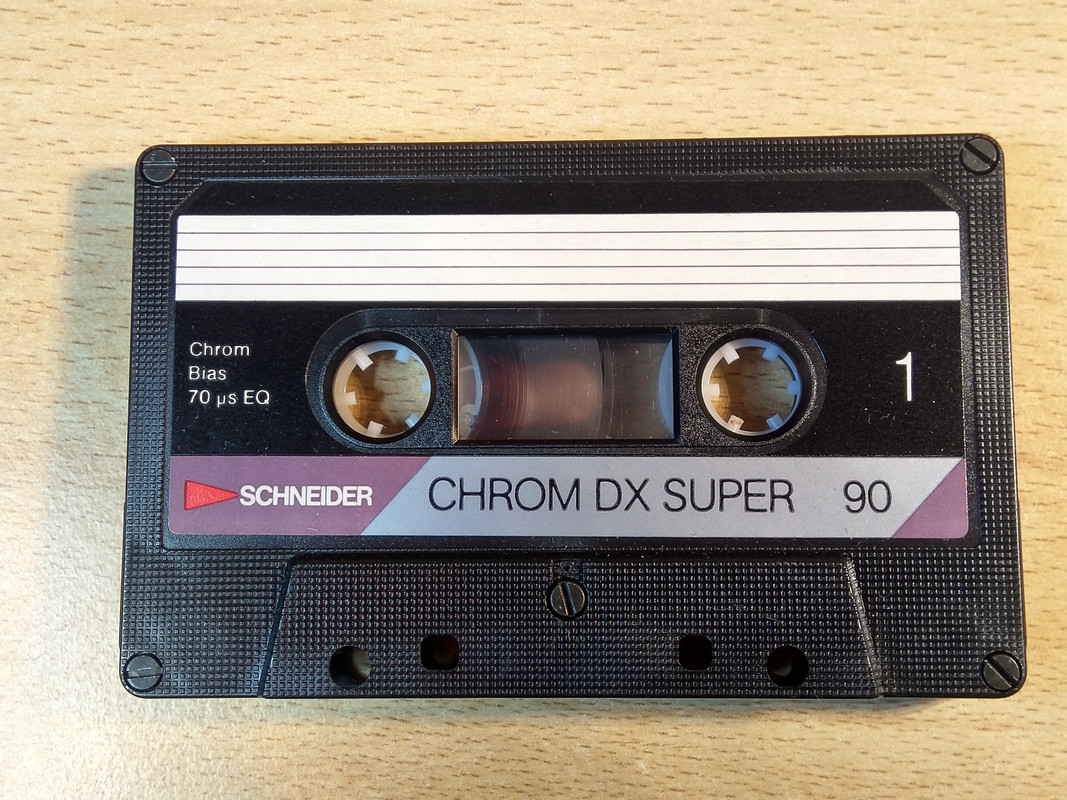 Chrom
Bias
70 µs EQ
1
SCHNEIDER CHROM DX SUPER 90